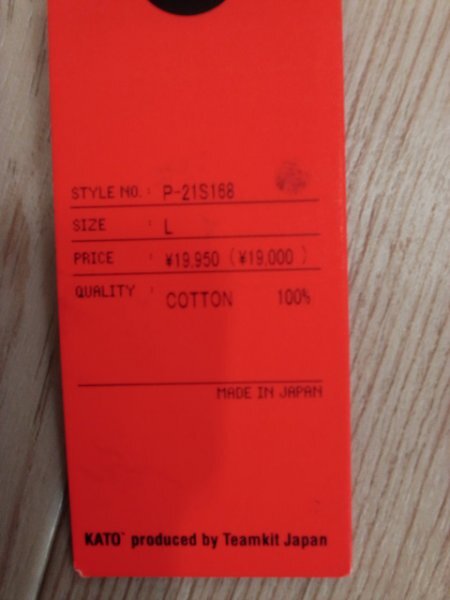 STYLE NO. : P-21S168
SIZE : L
PRICE : ¥19,950 (¥19,000 )
QUALITY : COTTON 100%
MADE IN JAPAN
KATO' produced by Teamkit Japan